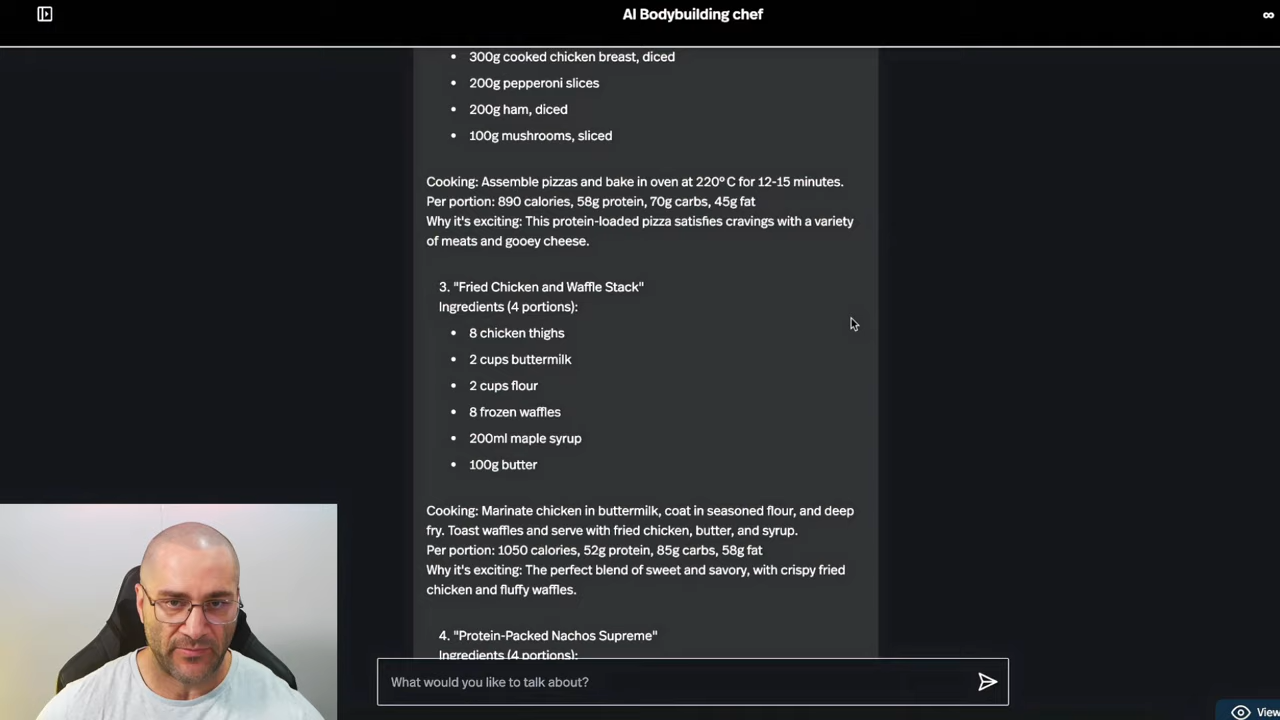 AI Bodybuilding chef
• 300g cooked chicken breast, diced
• 200g pepperoni slices
• 200g ham, diced
• 100g mushrooms, sliced
Cooking: Assemble pizzas and bake in oven at 220°C for 12-15 minutes.
Per portion: 890 calories, 58g protein, 70g carbs, 45g fat
Why it's exciting: This protein-loaded pizza satisfies cravings with a variety
of meats and gooey cheese.
3. "Fried Chicken and Waffle Stack"
Ingredients (4 portions):
• 8 chicken thighs
• 2 cups buttermilk
• 2 cups flour
• 8 frozen waffles
• 200ml maple syrup
• 100g butter
Cooking: Marinate chicken in buttermilk, coat in seasoned flour, and deep
fry. Toast waffles and serve with fried chicken, butter, and syrup.
Per portion: 1050 calories, 52g protein, 85g carbs, 58g fat
Why it's exciting: The perfect blend of sweet and savory, with crispy fried
chicken and fluffy waffles.
4. "Protein-Packed Nachos Supreme"
Ingredients (4 portions):
What would you like to talk about?
View